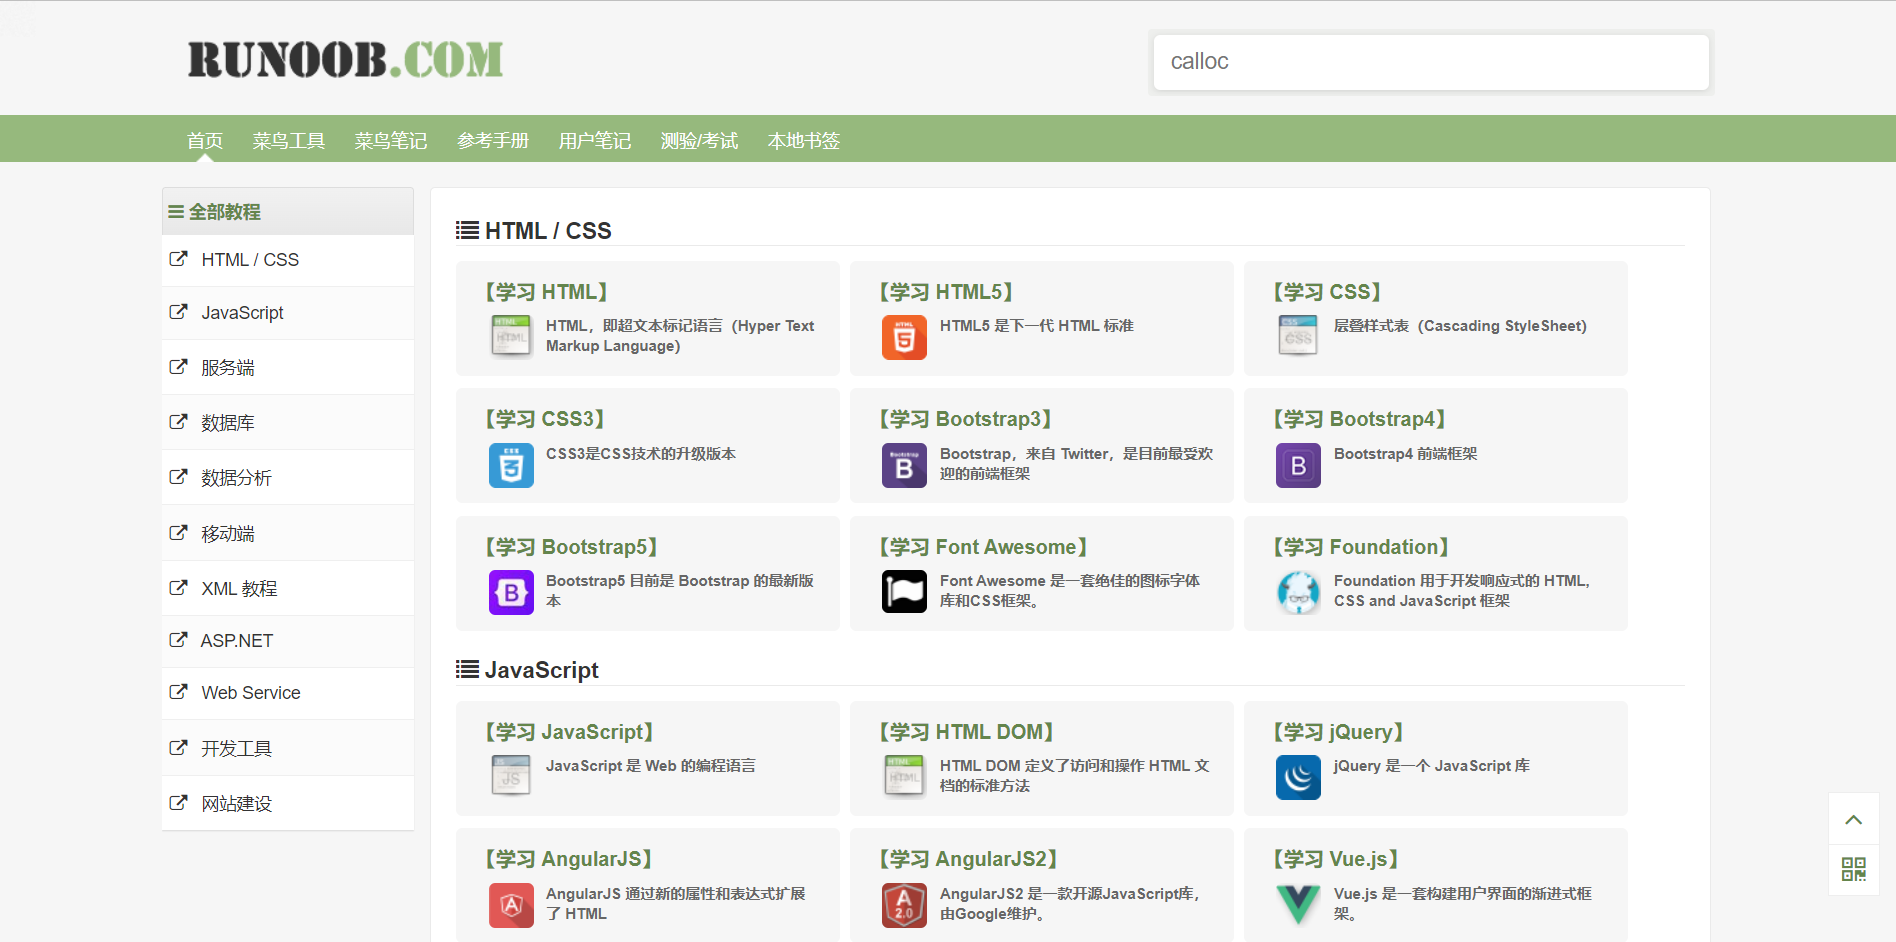 RUNOOB.COM
calloc
首页 菜鸟工具 菜鸟笔记 参考手册 用户笔记 测验/考试 本地书签
全部教程
HTML / CSS
JavaScript
服务端
数据库
数据分析
移动端
XML 教程
ASP.NET
Web Service
开发工具
网站建设
HTML / CSS
【学习 HTML】
HTML，即超文本标记语言（Hyper Text
Markup Language）
【学习 HTML5】
HTML5 是下一代 HTML 标准
【学习 CSS】
层叠样式表（Cascading StyleSheet)
【学习 CSS3】
CSS3是CSS技术的升级版本
【学习 Bootstrap3】
Bootstrap，来自 Twitter，是目前最受欢
迎的前端框架
【学习 Bootstrap4】
Bootstrap4 前端框架
【学习 Bootstrap5】
Bootstrap5 目前是 Bootstrap 的最新版
本
【学习 Font Awesome】
Font Awesome 是一套绝佳的图标字体
库和CSS框架。
【学习 Foundation】
Foundation 用于开发响应式的 HTML,
CSS and JavaScript 框架
JavaScript
【学习 JavaScript】
JavaScript 是 Web 的编程语言
【学习 HTML DOM】
HTML DOM 定义了访问和操作 HTML 文
档的标准方法
【学习 jQuery】
jQuery 是一个 JavaScript 库
【学习 AngularJS】
AngularJS 通过新的属性和表达式扩展
了 HTML
【学习 AngularJS2】
AngularJS2 是一款开源JavaScript库，
由Google维护。
【学习 Vue.js】
Vue.js 是一套构建用户界面的渐进式框
架。